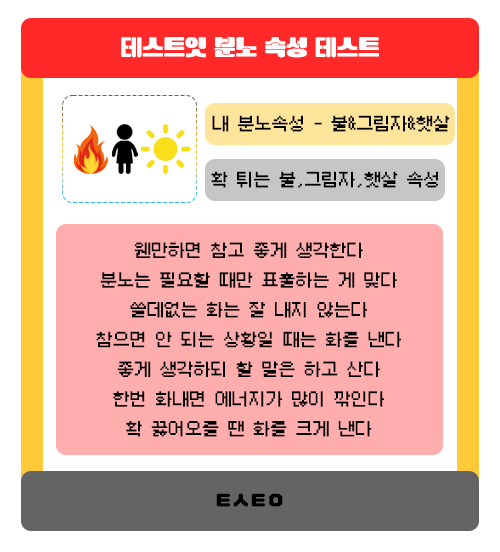 테스트잇 분노 속성 테스트
내 분노속성 - 불&그림자&햇살
확 튀는 불,그림자,햇살 속성
웬만하면 참고 좋게 생각한다
분노는 필요할 때만 표출하는 게 맞다
쓸데없는 화는 잘 내지 않는다
참으면 안 되는 상황일 때는 화를 낸다
좋게 생각하되 할 말은 하고 산다
한번 화내면 에너지가 많이 깎인다
확 끓어오를 땐 화를 크게 낸다
ㅌㅅㅌㅇ